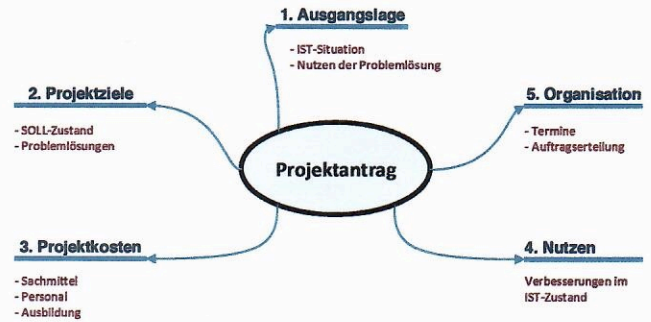 1. Ausgangslage
- IST-Situation
- Nutzen der Problemlösung
2. Projektziele
- SOLL-Zustand
- Problemlösungen
5. Organisation
- Termine
- Auftragserteilung
Projektantrag
3. Projektkosten
- Sachmittel
- Personal
- Ausbildung
4. Nutzen
Verbesserungen im
IST-Zustand